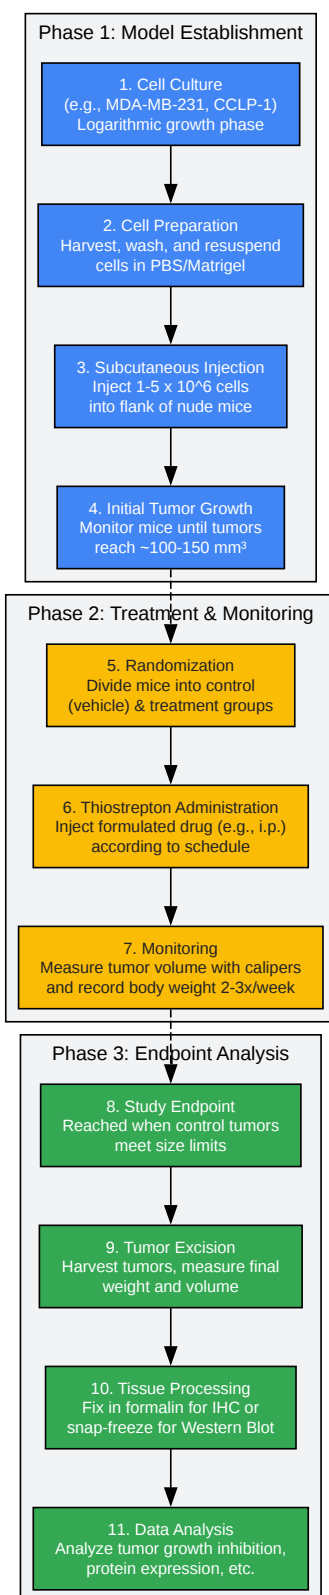 Phase 1: Model Establishment
1. Cell Culture
(e.g., MDA-MB-231, CCLP-1)
Logarithmic growth phase
2. Cell Preparation
Harvest, wash, and resuspend
cells in PBS/Matrigel
3. Subcutaneous Injection
Inject 1-5 x 10^6 cells
into flank of nude mice
4. Initial Tumor Growth
Monitor mice until tumors
reach ~100-150 mm³
Phase 2: Treatment & Monitoring
5. Randomization
Divide mice into control
(vehicle) & treatment groups
6. Thiostrepton Administration
Inject formulated drug (e.g., i.p.)
according to schedule
7. Monitoring
Measure tumor volume with calipers
and record body weight 2-3x/week
Phase 3: Endpoint Analysis
8. Study Endpoint
Reached when control tumors
meet size limits
9. Tumor Excision
Harvest tumors, measure final
weight and volume
10. Tissue Processing
Fix in formalin for IHC or
snap-freeze for Western Blot
11. Data Analysis
Analyze tumor growth inhibition,
protein expression, etc.